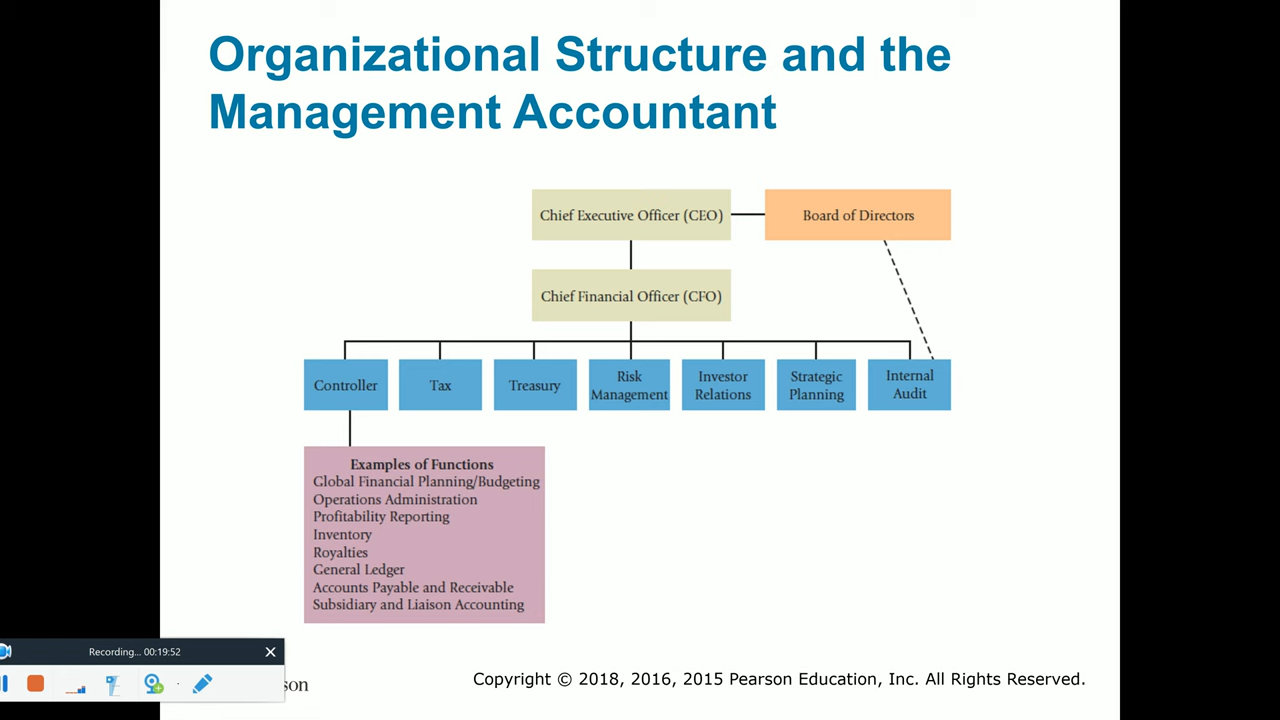 Organizational Structure and the
Management Accountant
Chief Executive Officer (CEO)
Board of Directors
Chief Financial Officer (CFO)
Controller
Tax
Treasury
Risk
Management
Investor
Relations
Strategic
Planning
Internal
Audit
Examples of Functions
Global Financial Planning/Budgeting
Operations Administration
Profitability Reporting
Inventory
Royalties
General Ledger
Accounts Payable and Receivable
Subsidiary and Liaison Accounting
Recording... 00:19:52
son
Copyright © 2018, 2016, 2015 Pearson Education, Inc. All Rights Reserved.